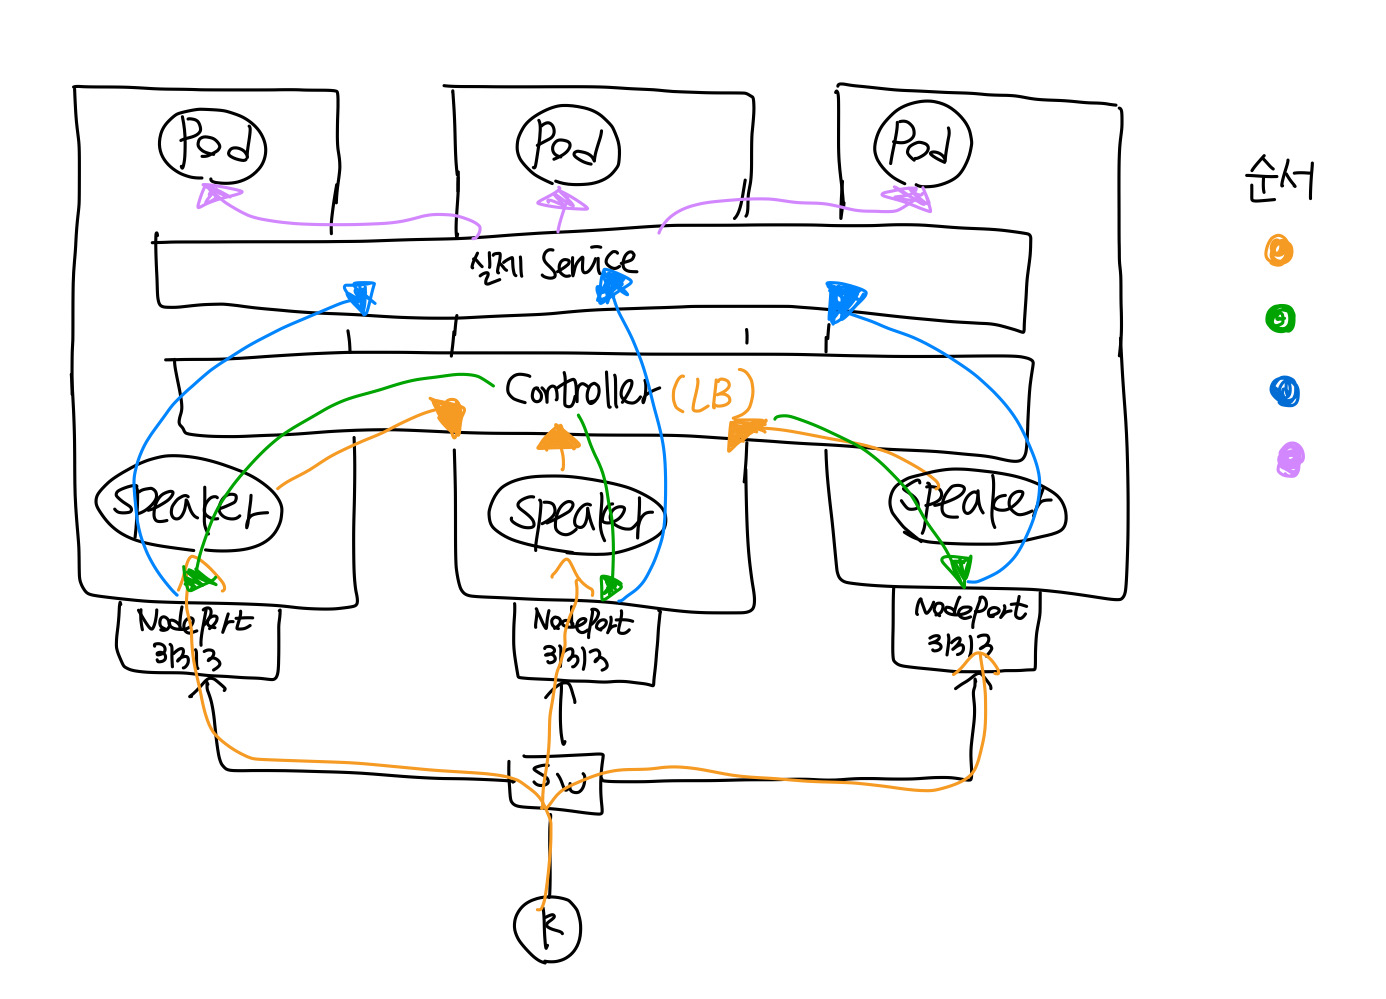 Pod
Pod
Pod
순서
실제 Service
Controller (LB)
Speaker
Speaker
Speaker
NodePort
31313
NodePort
31313
NodePort
31313
SW
R